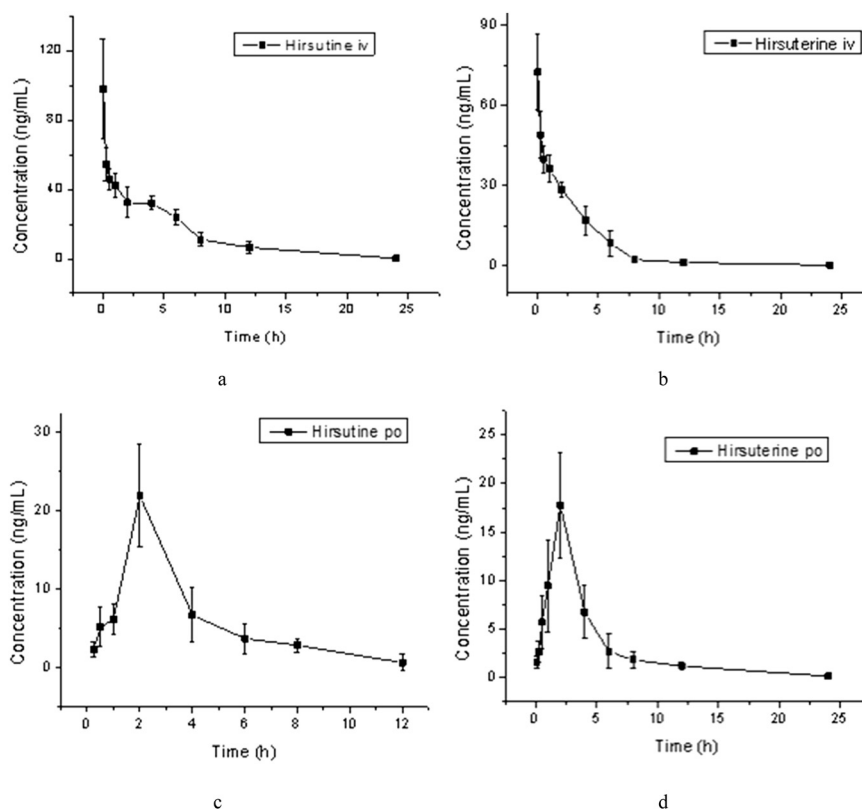 Hirsutine iv
Concentration (ng/mL)
120
80
40
0
0
5
10
15
20
25
Time (h)
a
Hirsuterine iv
Concentration (ng/mL)
90
60
30
0
0
5
10
15
20
25
Time (h)
b
Hirsutine po
Concentration (ng/mL)
30
20
10
0
0
2
4
6
8
10
12
Time (h)
c
Hirsuterine po
Concentration (ng/mL)
25
20
15
10
5
0
0
5
10
15
20
25
Time (h)
d